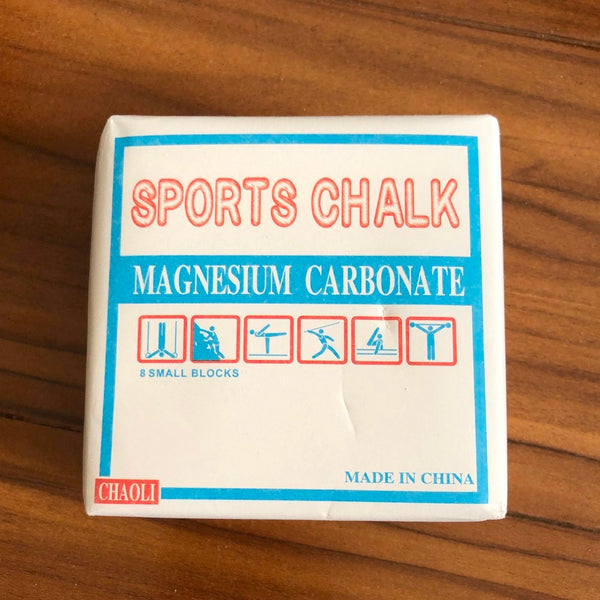 SPORTS CHALK
MAGNESIUM CARBONATE
8 SMALL BLOCKS
MADE IN CHINA
CHAOLI